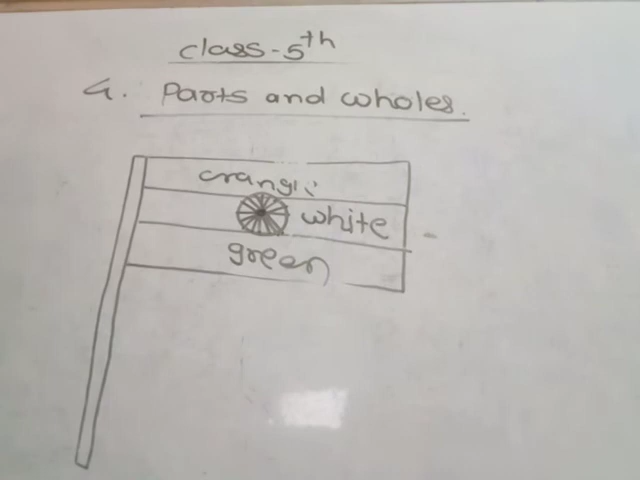 class-5th
4. Parts and wholes.
orange
white
green